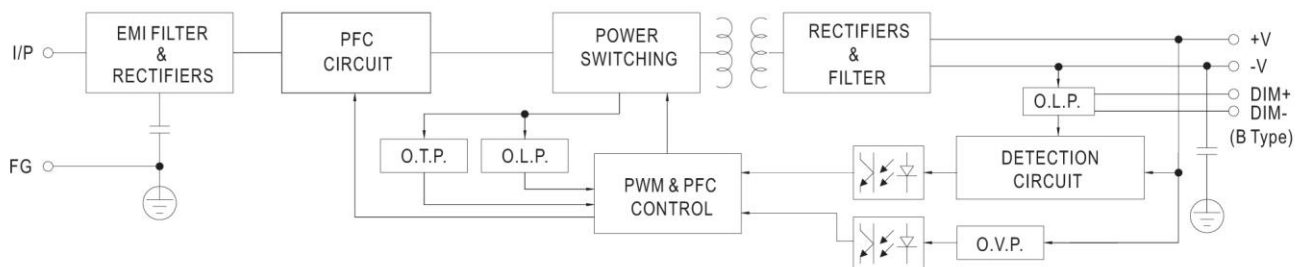 I/P
EMI FILTER
&
RECTIFIERS
PFC
CIRCUIT
POWER
SWITCHING
RECTIFIERS
&
FILTER
+V
-V
DIM+
DIM-
(B Type)
O.L.P.
FG
O.T.P.
O.L.P.
PWM & PFC
CONTROL
DETECTION
CIRCUIT
O.V.P.